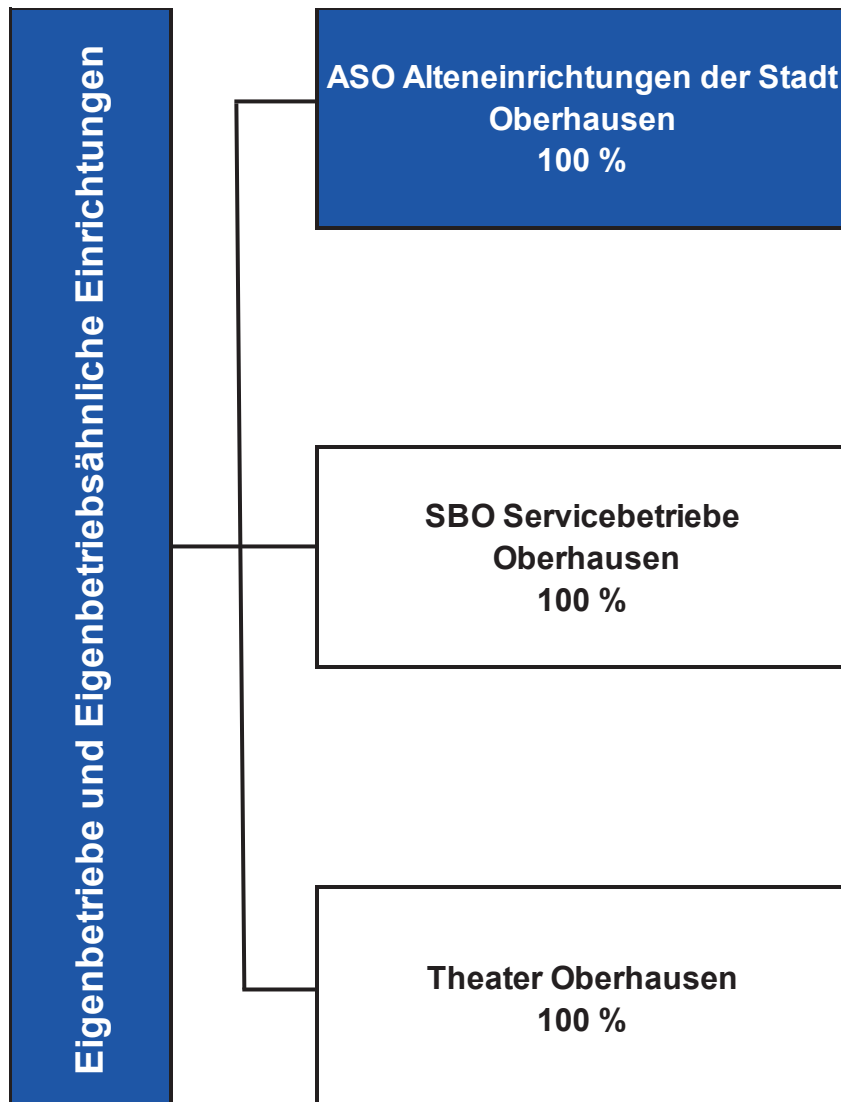 Eigenbetriebe und Eigenbetriebsähnliche Einrichtungen
ASO Alteneinrichtungen der Stadt
Oberhausen
100 %
SBO Servicebetriebe
Oberhausen
100 %
Theater Oberhausen
100 %